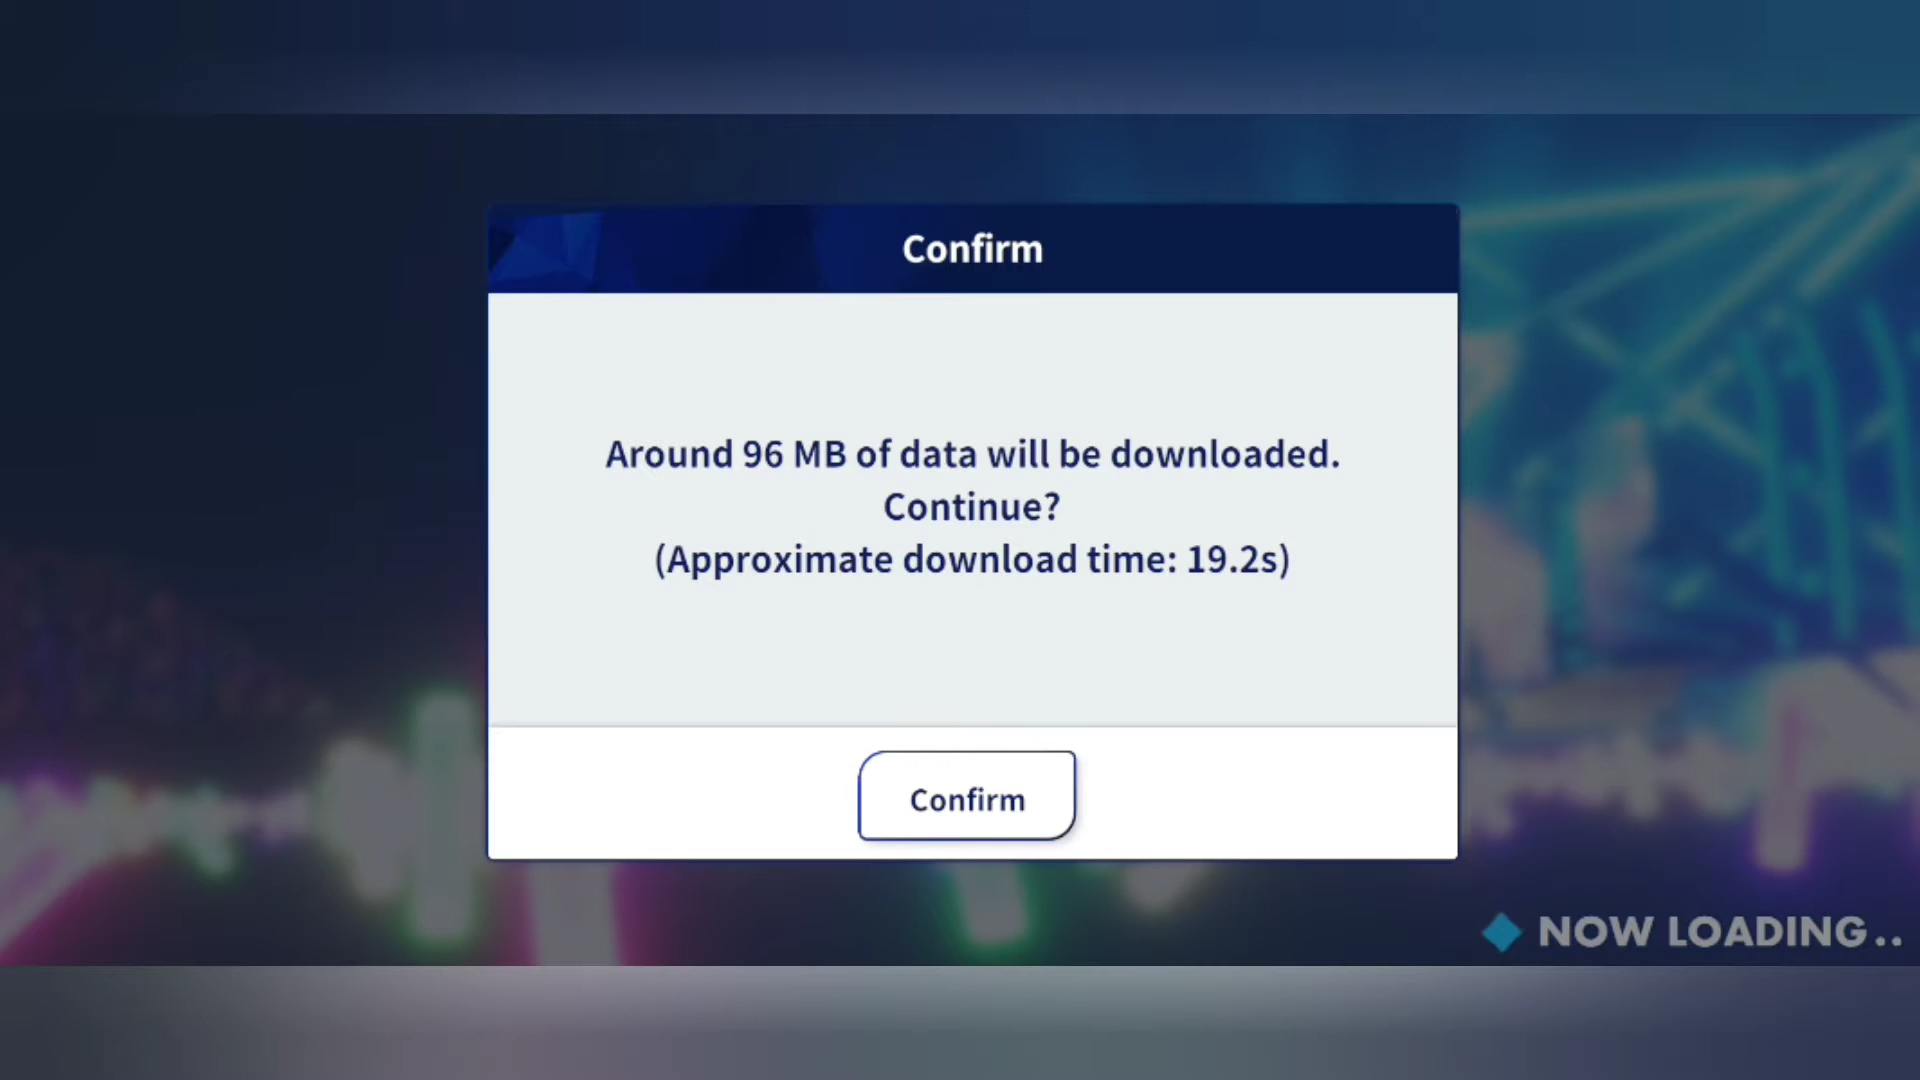 Confirm
Around 96 MB of data will be downloaded.
Continue?
(Approximate download time: 19.2s)
Confirm
NOW LOADING..